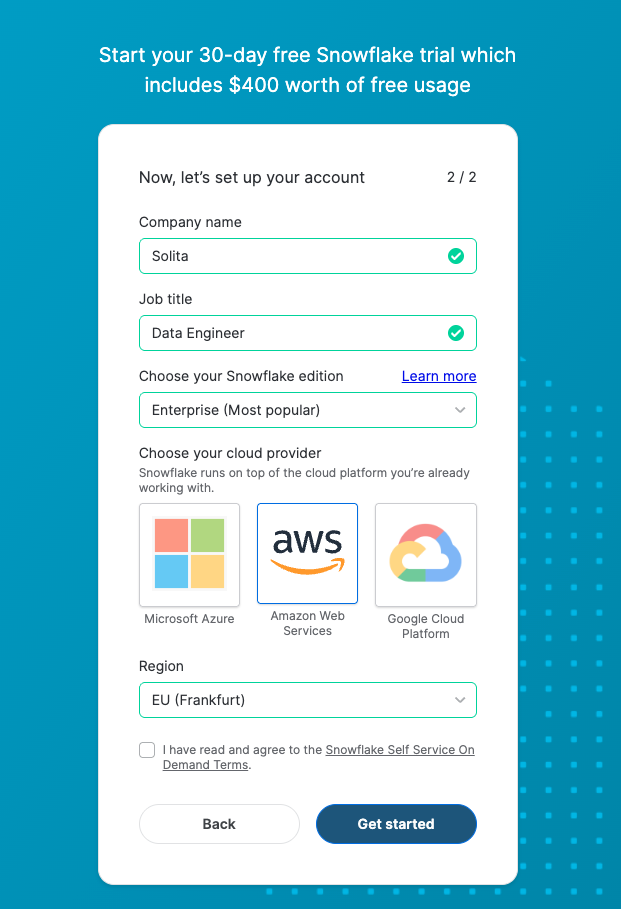 Start your 30-day free Snowflake trial which
includes $400 worth of free usage
Now, let’s set up your account 2 / 2
Company name
Solita
Job title
Data Engineer
Choose your Snowflake edition Learn more
Enterprise (Most popular)
Choose your cloud provider
Snowflake runs on top of the cloud platform you’re already
working with.
aws
Microsoft Azure
Amazon Web
Services
Google Cloud
Platform
Region
EU (Frankfurt)
I have read and agree to the Snowflake Self Service On
Demand Terms.
Back Get started